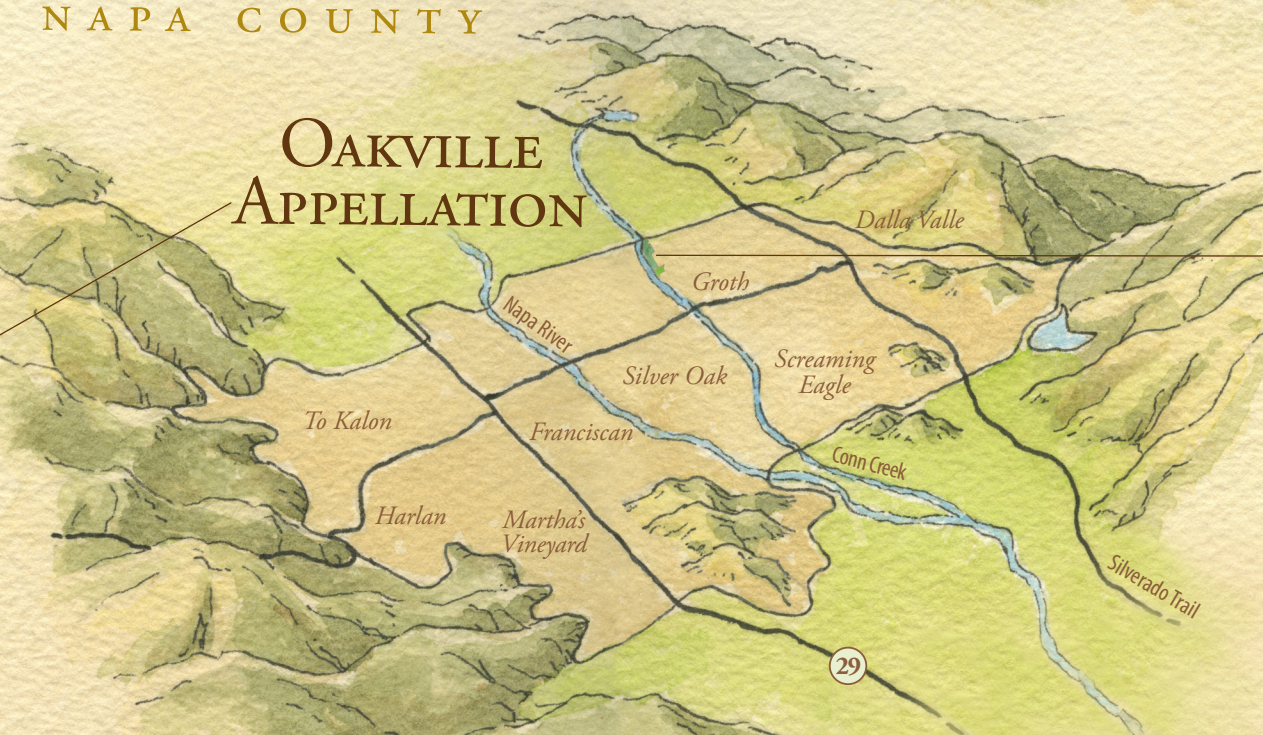 NAPA COUNTY
OAKVILLE
APPELLATION
Dalla Valle
Groth
Napa River
Screaming
Eagle
Silver Oak
To Kalon
Franciscan
Conn Creek
Harlan
Martha's
Vineyard
Silverado Trail
29